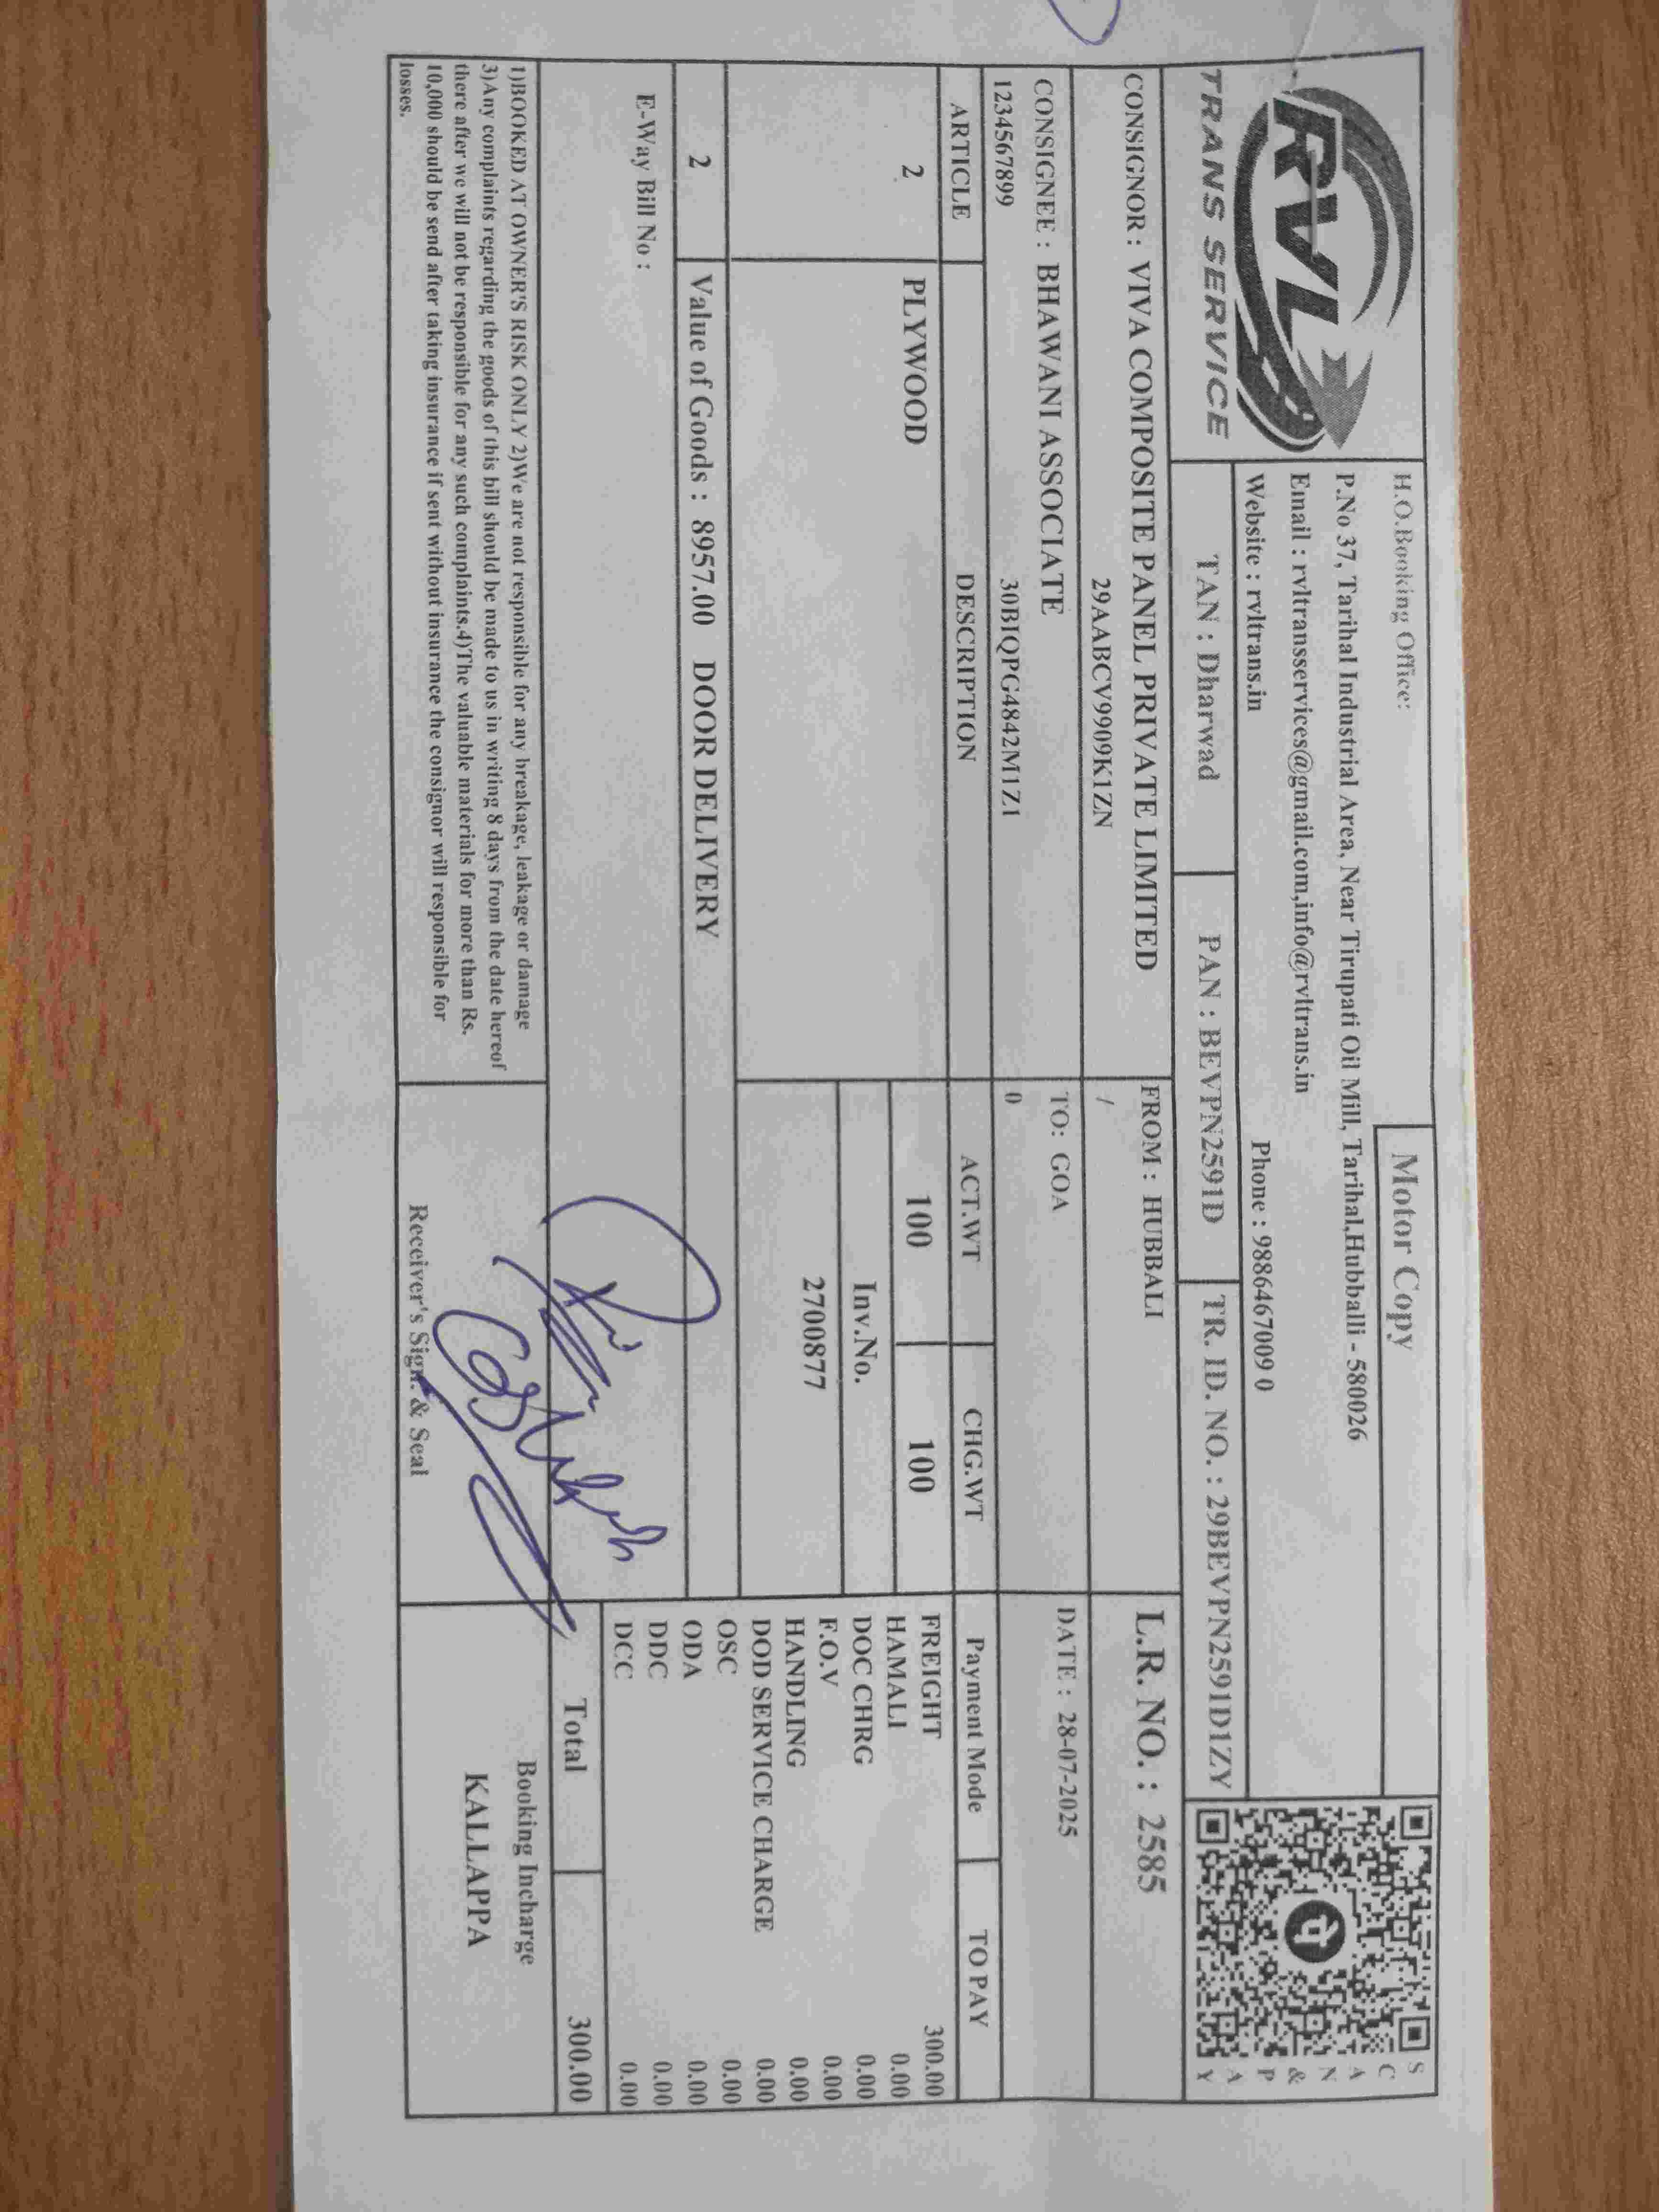 Motor Copy
RVL
TRANS SERVICE
H.O.Booking Office:
P.No 37, Tarihal Industrial Area, Near Tirupati Oil Mill, Tarihal,Hubballi - 580026
Email : rvltransservices@gmail.com,info@rvltrans.in
Website : rvltrans.in Phone : 9886467009 0
SCAN & PAY
TAN : Dharwad PAN : BEVPN2591D TR. ID. NO. : 29BEVPN2591D1ZY
CONSIGNOR : VIVA COMPOSITE PANEL PRIVATE LIMITED FROM : HUBBALI L.R. NO. : 2585
29AABCV9909K1ZN /
CONSIGNEE : BHAWANI ASSOCIATE TO: GOA DATE : 28-07-2025
1234567899 30BIQPG4842M1Z1 0
ARTICLE DESCRIPTION ACT.WT CHG.WT Payment Mode TO PAY
2 PLYWOOD 100 100 FREIGHT 300.00
HAMALI 0.00
Inv.No. DOC CHRG 0.00
2700877 F.O.V 0.00
HANDLING 0.00
DOD SERVICE CHARGE 0.00
2 Value of Goods : 8957.00 DOOR DELIVERY OSC 0.00
ODA 0.00
E-Way Bill No : DDC 0.00
DCC 0.00
Total 300.00
1)BOOKED AT OWNER'S RISK ONLY 2)We are not responsible for any breakage, leakage or damage
3)Any complaints regarding the goods of this bill should be made to us in writing 8 days from the date hereof
there after we will not be responsible for any such complaints.4)The valuable materials for more than Rs.
10,000 should be send after taking insurance if sent without insurance the consignor will responsible for
losses.
Receiver's Sign. & Seal
Booking Incharge
KALLAPPA